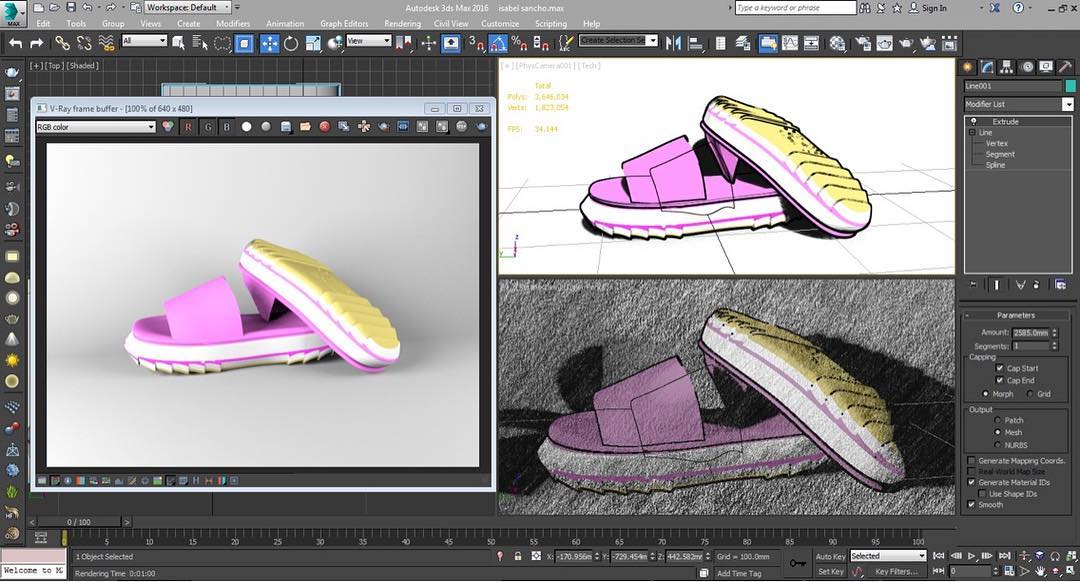 Workspace: Default
Autodesk 3ds Max 2016 isabel sancho.max
Type a keyword or phrase
Sign In
MAX
Edit Tools Group Views Create Modifiers Animation Graph Editors Rendering Civil View Customize Scripting Help
All
View
Create Selection Se
[+] [Top ] [Shaded ]
[+] [PhysCamera001] [Tech ]
V-Ray frame buffer - [100% of 640 x 480]
RGB color
R G B
Total
Polys: 3,646,034
Verts: 1,827,054
FPS: 34,144
Line001
Modifier List
Extrude
Line
Vertex
Segment
Spline
Parameters
Amount: 2585.0mm
Segments: 1
Capping
Cap Start
Cap End
Morph Grid
Output
Patch
Mesh
NURBS
Generate Mapping Coords.
Real-World Map Size
Generate Material IDs
Use Shape IDs
Smooth
< 0 / 100 >
0 5 10 15 20 25 30 35 40 45 50 55 60 65 70 75 80 85 90 95 100
1 Object Selected
X: -170.956m Y: -729.454m Z: 442.582mm Grid = 100.0mm
Auto Key Selected
Welcome to M
Rendering Time 0:01:00
Add Time Tag
Set Key Key Filters...
0